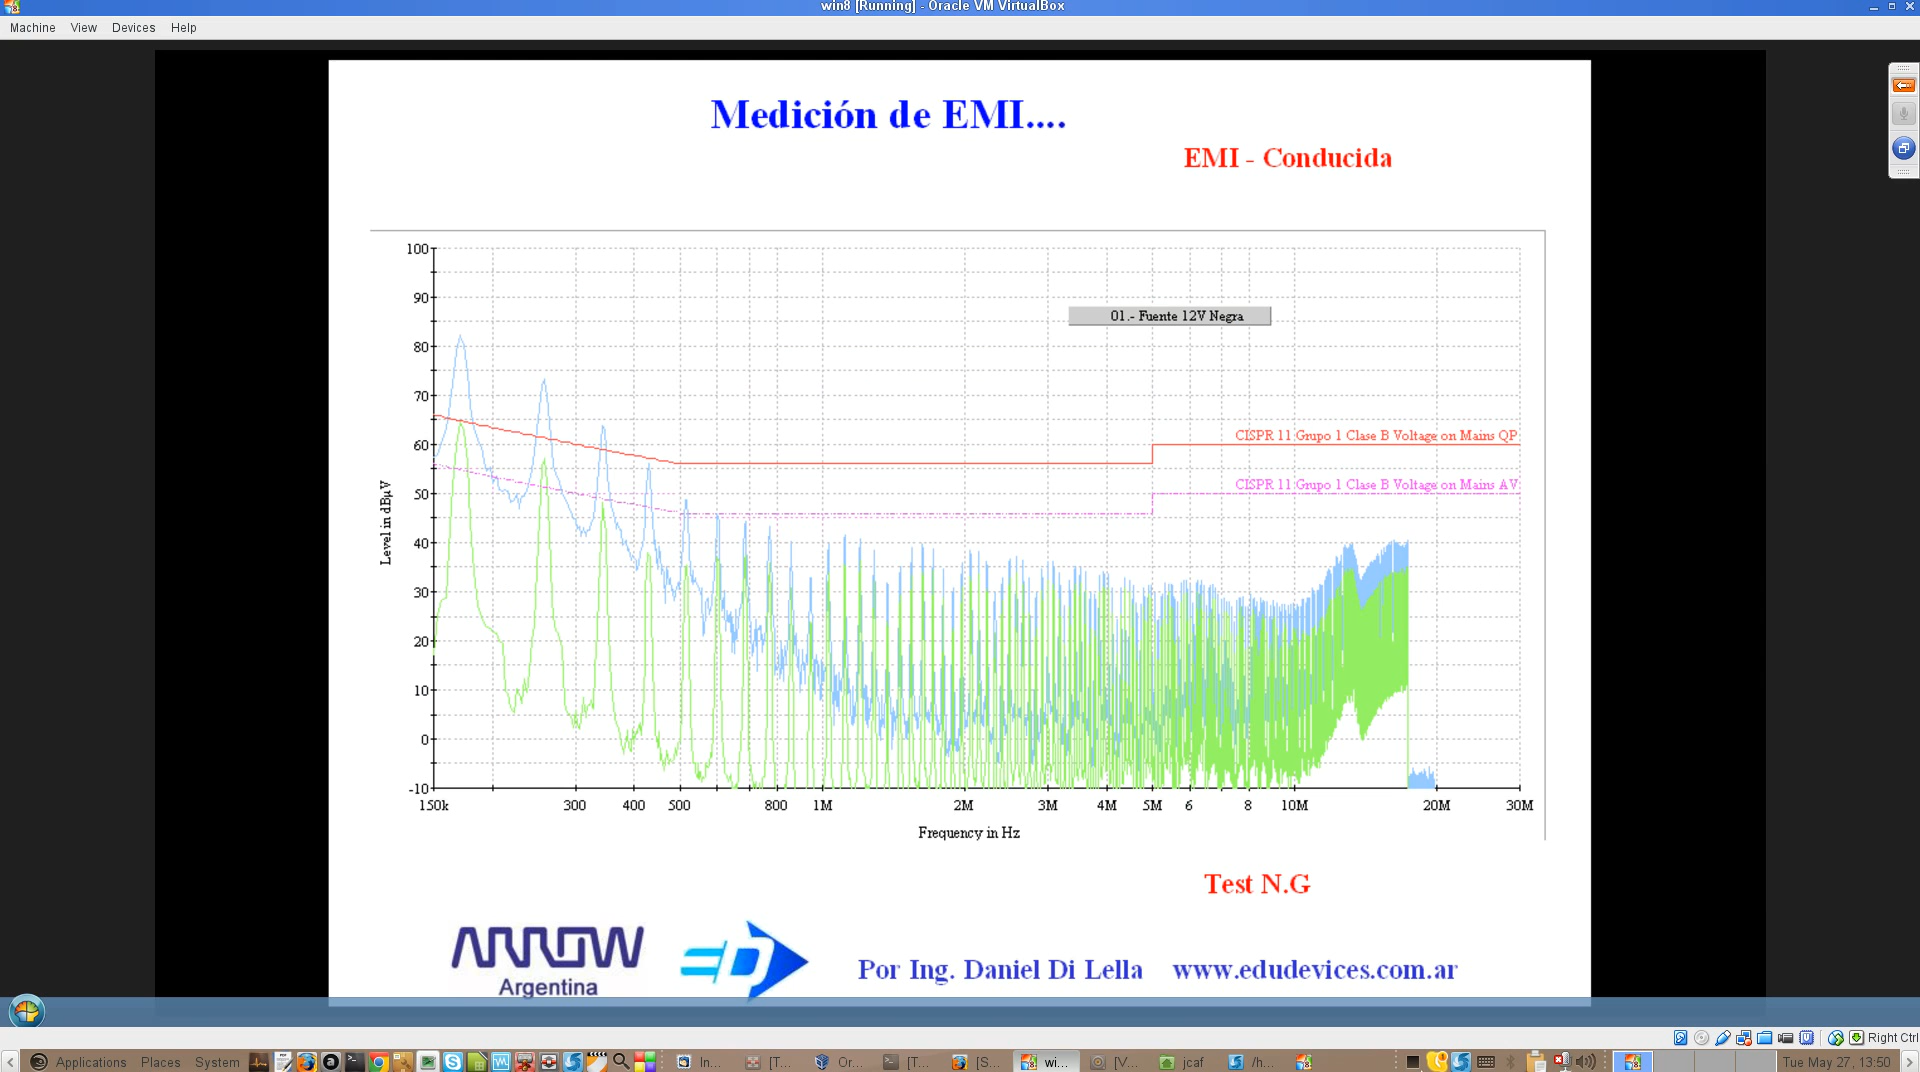 win8 [Running] - Oracle VM VirtualBox
Machine View Devices Help
Medición de EMI....
EMI - Conducida
100
90
80
70
60
50
40
30
20
10
0
-10
Level in dBµV
01.- Fuente 12V Negra
CISPR 11 Grupo 1 Clase B Voltage on Mains QP
CISPR 11 Grupo 1 Clase B Voltage on Mains AV
150k 300 400 500 800 1M 2M 3M 4M 5M 6 8 10M 20M 30M
Frequency in Hz
Test N.G
ARROW
Argentina
Por Ing. Daniel Di Lella www.edudevices.com.ar
Right Ctrl
Applications Places System In... [T... Or... [T... [S... wi... [V... jcaf /h... Tue May 27, 13:50